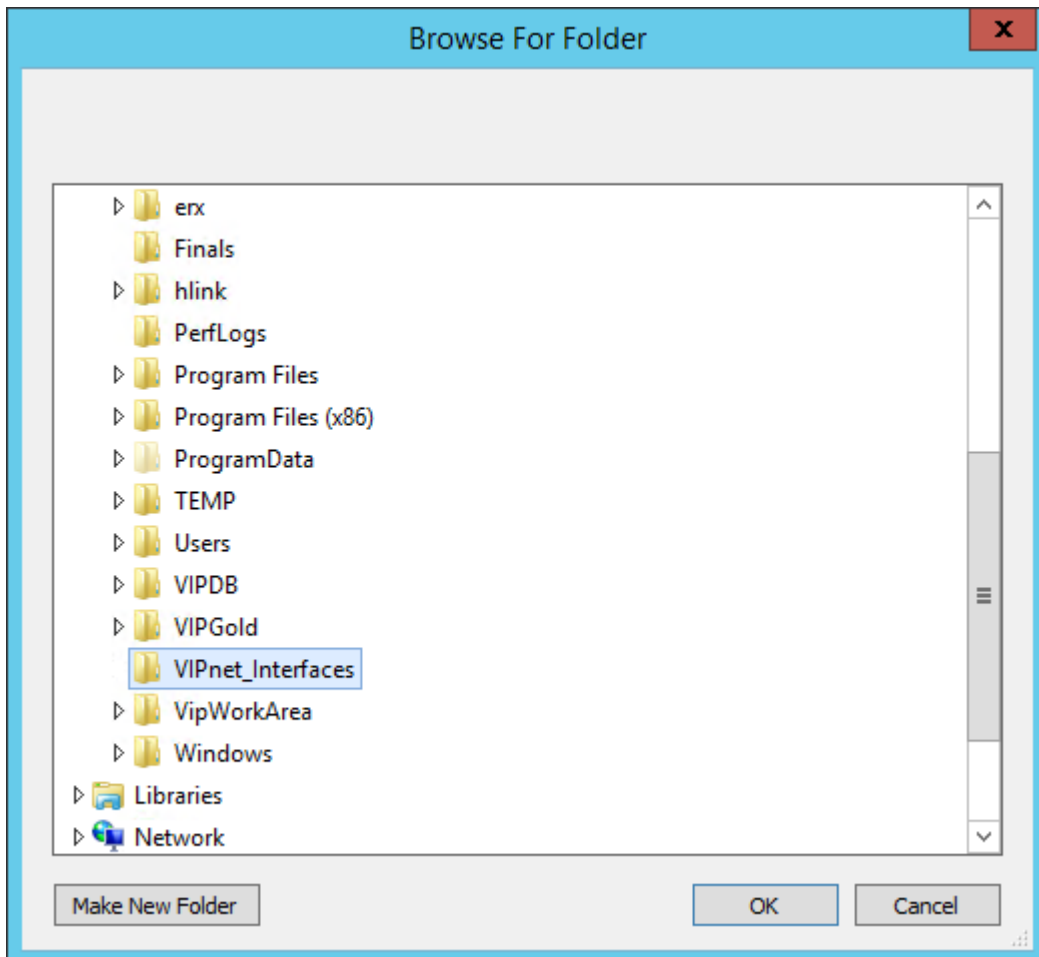 Browse For Folder
x
erx
Finals
hlink
PerfLogs
Program Files
Program Files (x86)
ProgramData
TEMP
Users
VIPDB
VIPGold
VIPnet_Interfaces
VipWorkArea
Windows
Libraries
Network
Make New Folder
OK
Cancel